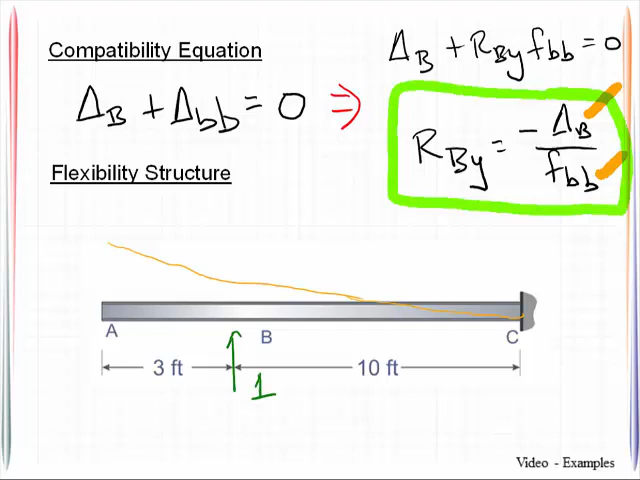 Compatibility Equation
Δ_B + Δ_bb = 0 ⇒
Δ_B + R_By f_bb = 0
R_By = - Δ_B / f_bb
Flexibility Structure
A B C
3 ft 10 ft
1
Video - Examples